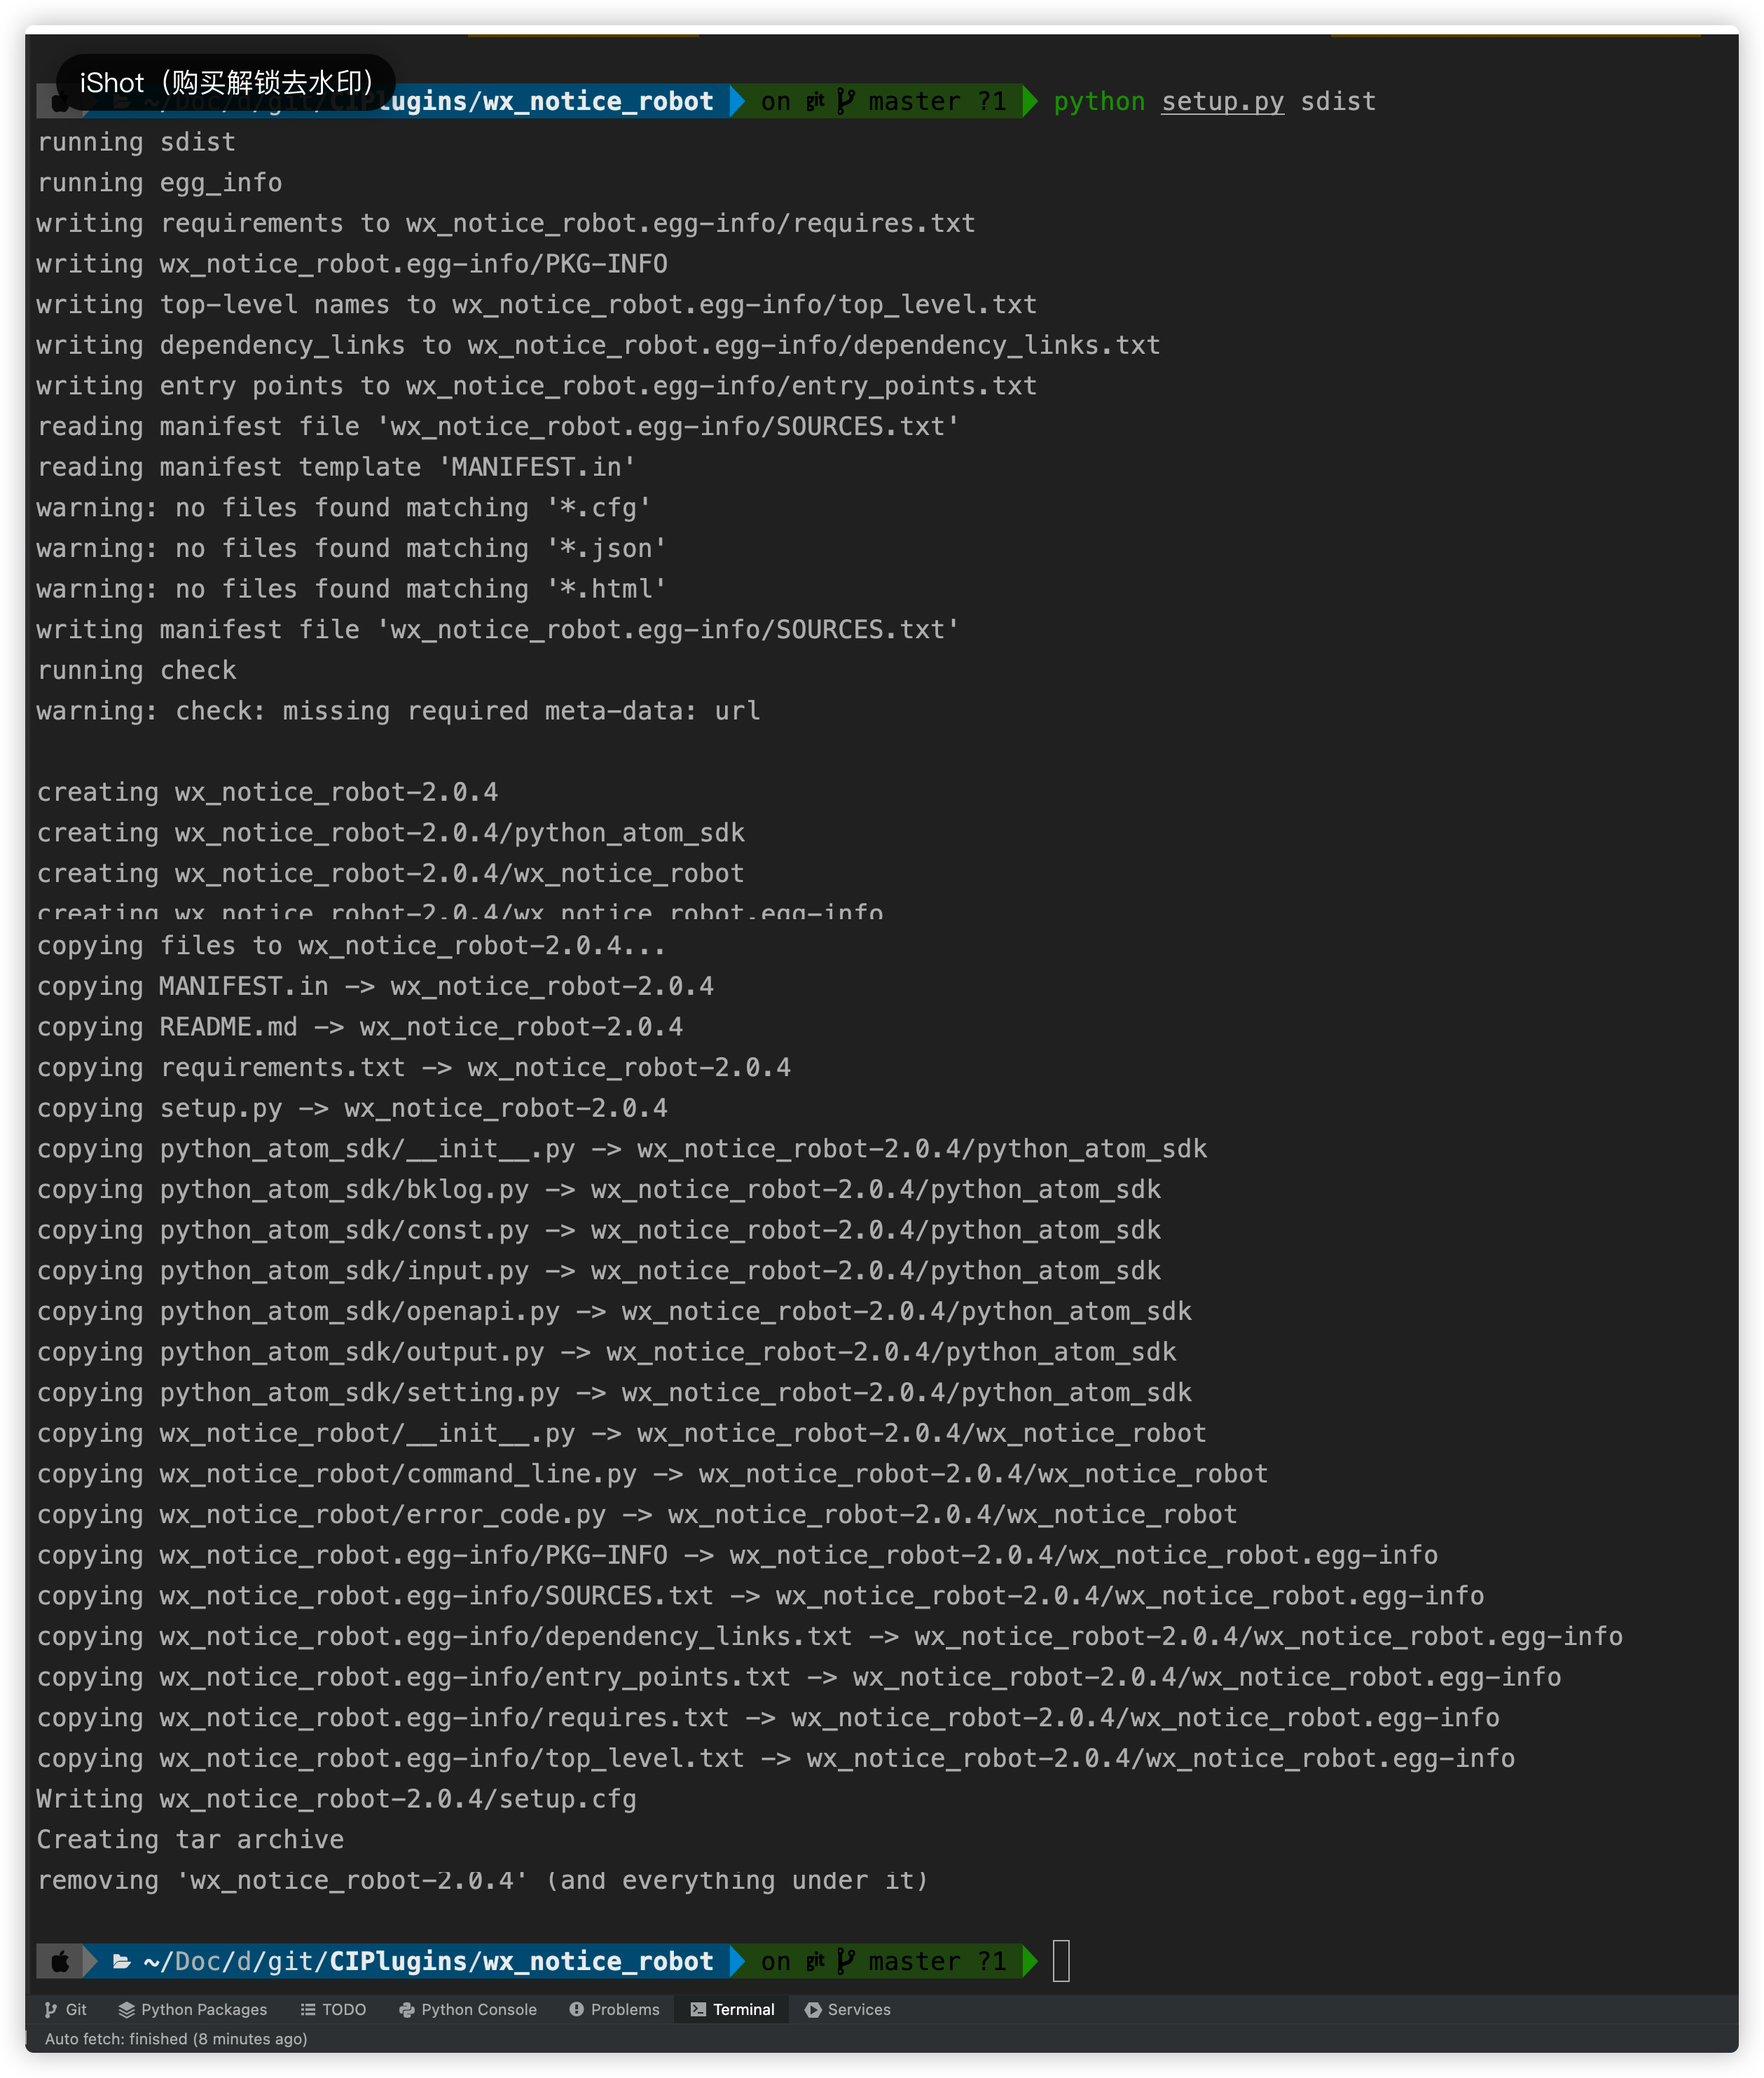 iShot（购买解锁去水印）
~/Doc/d/git/CIPlugins/wx_notice_robot on git master ?1 python setup.py sdist
running sdist
running egg_info
writing requirements to wx_notice_robot.egg-info/requires.txt
writing wx_notice_robot.egg-info/PKG-INFO
writing top-level names to wx_notice_robot.egg-info/top_level.txt
writing dependency_links to wx_notice_robot.egg-info/dependency_links.txt
writing entry points to wx_notice_robot.egg-info/entry_points.txt
reading manifest file 'wx_notice_robot.egg-info/SOURCES.txt'
reading manifest template 'MANIFEST.in'
warning: no files found matching '*.cfg'
warning: no files found matching '*.json'
warning: no files found matching '*.html'
writing manifest file 'wx_notice_robot.egg-info/SOURCES.txt'
running check
warning: check: missing required meta-data: url
creating wx_notice_robot-2.0.4
creating wx_notice_robot-2.0.4/python_atom_sdk
creating wx_notice_robot-2.0.4/wx_notice_robot
creating wx_notice_robot-2.0.4/wx_notice_robot.egg-info
copying files to wx_notice_robot-2.0.4...
copying MANIFEST.in -> wx_notice_robot-2.0.4
copying README.md -> wx_notice_robot-2.0.4
copying requirements.txt -> wx_notice_robot-2.0.4
copying setup.py -> wx_notice_robot-2.0.4
copying python_atom_sdk/__init__.py -> wx_notice_robot-2.0.4/python_atom_sdk
copying python_atom_sdk/bklog.py -> wx_notice_robot-2.0.4/python_atom_sdk
copying python_atom_sdk/const.py -> wx_notice_robot-2.0.4/python_atom_sdk
copying python_atom_sdk/input.py -> wx_notice_robot-2.0.4/python_atom_sdk
copying python_atom_sdk/openapi.py -> wx_notice_robot-2.0.4/python_atom_sdk
copying python_atom_sdk/output.py -> wx_notice_robot-2.0.4/python_atom_sdk
copying python_atom_sdk/setting.py -> wx_notice_robot-2.0.4/python_atom_sdk
copying wx_notice_robot/__init__.py -> wx_notice_robot-2.0.4/wx_notice_robot
copying wx_notice_robot/command_line.py -> wx_notice_robot-2.0.4/wx_notice_robot
copying wx_notice_robot/error_code.py -> wx_notice_robot-2.0.4/wx_notice_robot
copying wx_notice_robot.egg-info/PKG-INFO -> wx_notice_robot-2.0.4/wx_notice_robot.egg-info
copying wx_notice_robot.egg-info/SOURCES.txt -> wx_notice_robot-2.0.4/wx_notice_robot.egg-info
copying wx_notice_robot.egg-info/dependency_links.txt -> wx_notice_robot-2.0.4/wx_notice_robot.egg-info
copying wx_notice_robot.egg-info/entry_points.txt -> wx_notice_robot-2.0.4/wx_notice_robot.egg-info
copying wx_notice_robot.egg-info/requires.txt -> wx_notice_robot-2.0.4/wx_notice_robot.egg-info
copying wx_notice_robot.egg-info/top_level.txt -> wx_notice_robot-2.0.4/wx_notice_robot.egg-info
Writing wx_notice_robot-2.0.4/setup.cfg
Creating tar archive
removing 'wx_notice_robot-2.0.4' (and everything under it)
~/Doc/d/git/CIPlugins/wx_notice_robot on git master ?1
Git Python Packages TODO Python Console Problems Terminal Services
Auto fetch: finished (8 minutes ago)